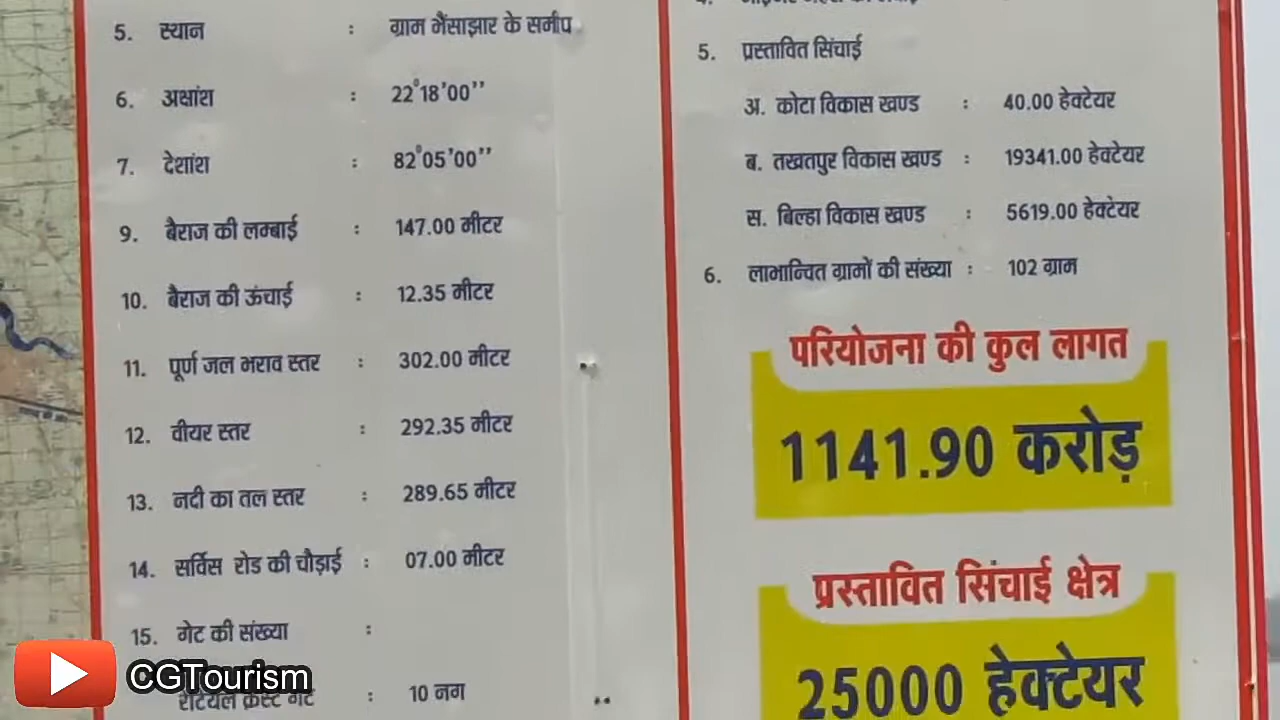 5. स्थान : ग्राम भैंसाझार के समीप
6. अक्षांश : 22°18'00''
7. देशांश : 82°05'00''
9. बैराज की लम्बाई : 147.00 मीटर
10. बैराज की ऊंचाई : 12.35 मीटर
11. पूर्ण जल भराव स्तर : 302.00 मीटर
12. वीयर स्तर : 292.35 मीटर
13. नदी का तल स्तर : 289.65 मीटर
14. सर्विस रोड की चौड़ाई : 07.00 मीटर
15. गेट की संख्या :
: 10 नग
5. प्रस्तावित सिंचाई
अ. कोटा विकास खण्ड : 40.00 हेक्टेयर
ब. तखतपुर विकास खण्ड : 19341.00 हेक्टेयर
स. बिल्हा विकास खण्ड : 5619.00 हेक्टेयर
6. लाभान्वित ग्रामों की संख्या : 102 ग्राम
परियोजना की कुल लागत
1141.90 करोड़
प्रस्तावित सिंचाई क्षेत्र
25000 हेक्टेयर
CGTourism